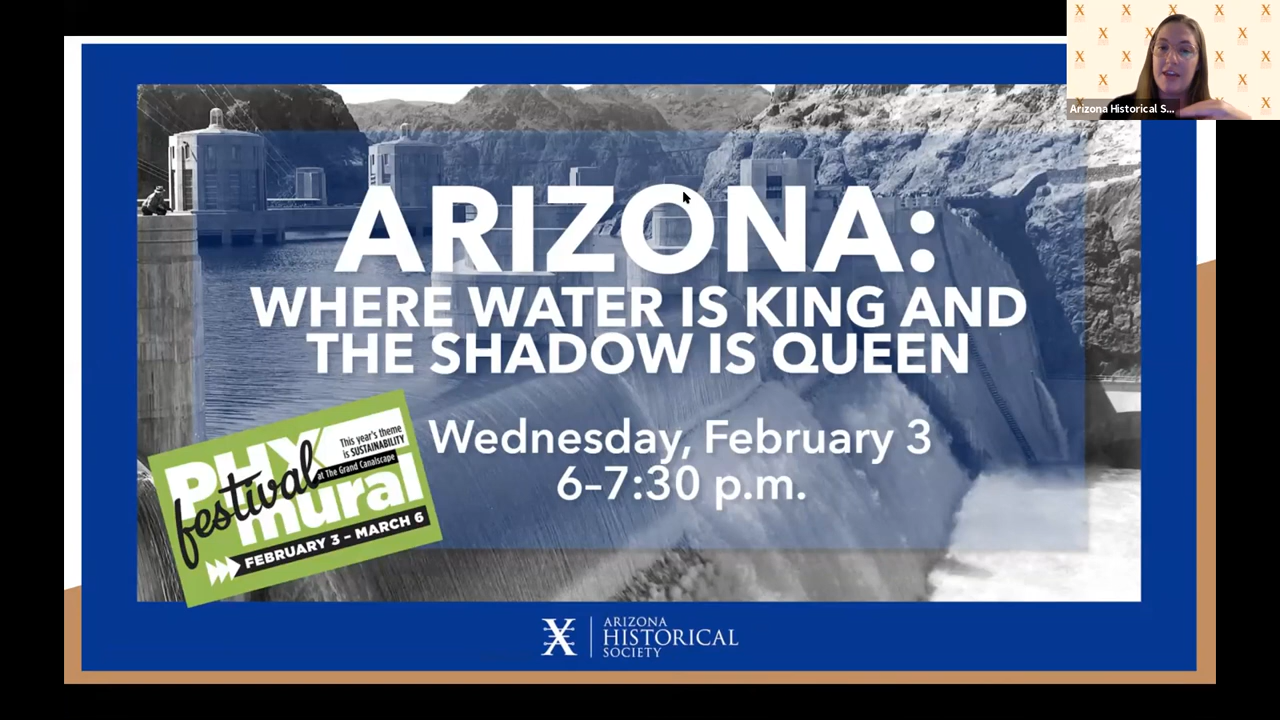 Arizona Historical S...
ARIZONA:
WHERE WATER IS KING AND
THE SHADOW IS QUEEN
Wednesday, February 3
6–7:30 p.m.
PHX
festival
mural
This year's theme
is SUSTAINABILITY
at The Grand Canalscape
FEBRUARY 3 – MARCH 6
ARIZONA
HISTORICAL
SOCIETY